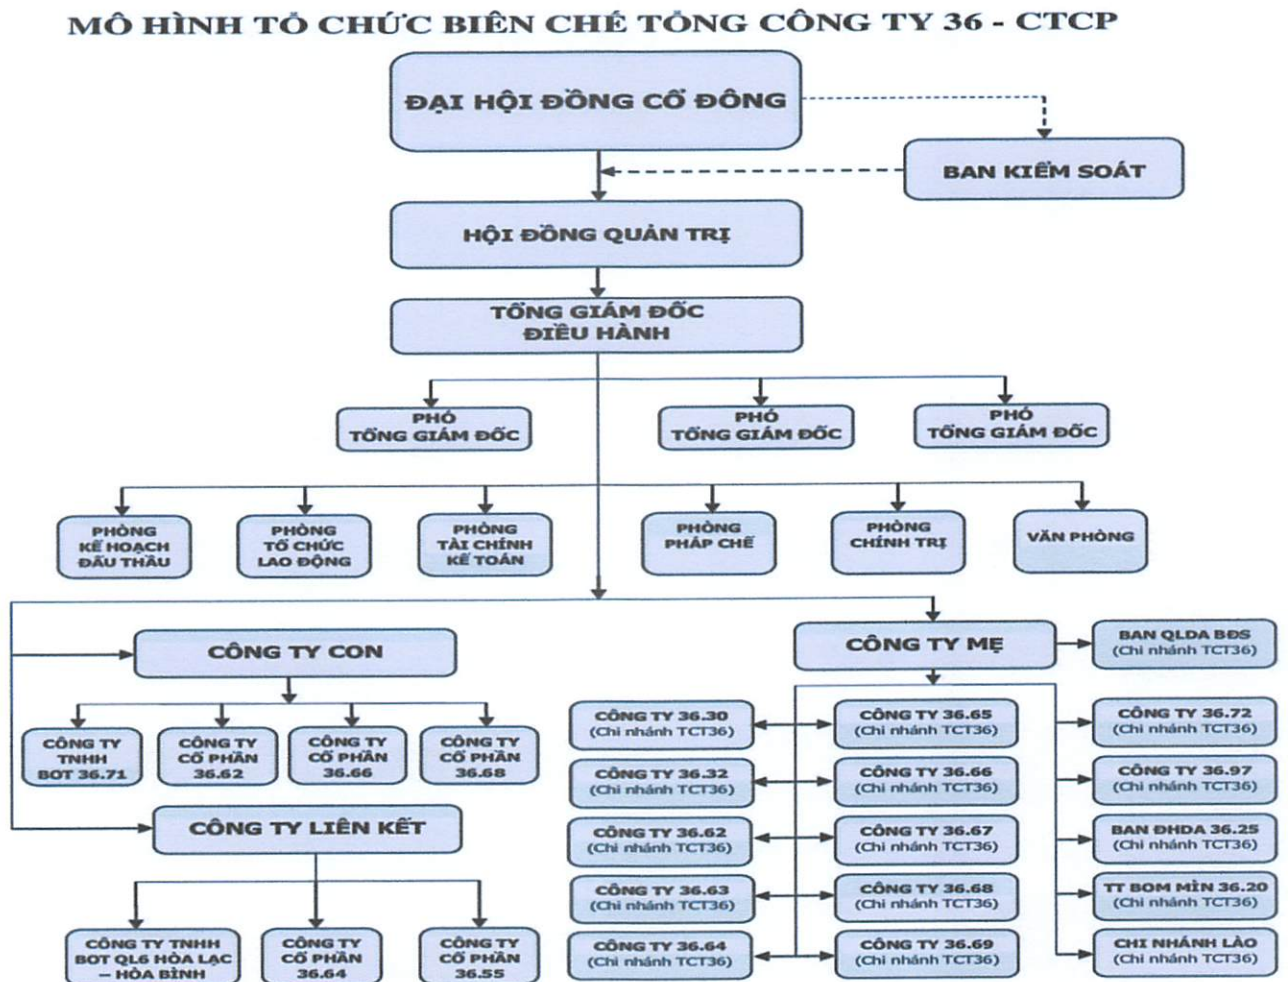 MÔ HÌNH TỔ CHỨC BIÊN CHẾ TỔNG CÔNG TY 36 - CTCP
ĐẠI HỘI ĐỒNG CỔ ĐÔNG
BAN KIỂM SOÁT
HỘI ĐỒNG QUẢN TRỊ
TỔNG GIÁM ĐỐC
ĐIỀU HÀNH
PHÓ
TỔNG GIÁM ĐỐC
PHÓ
TỔNG GIÁM ĐỐC
PHÓ
TỔNG GIÁM ĐỐC
PHÒNG
KẾ HOẠCH
ĐẤU THẦU
PHÒNG
TỔ CHỨC
LAO ĐỘNG
PHÒNG
TÀI CHÍNH
KẾ TOÁN
PHÒNG
PHÁP CHẾ
PHÒNG
CHÍNH TRỊ
VĂN PHÒNG
CÔNG TY CON
CÔNG TY
TNHH
BOT 36.71
CÔNG TY
CỔ PHẦN
36.62
CÔNG TY
CỔ PHẦN
36.66
CÔNG TY
CỔ PHẦN
36.68
CÔNG TY LIÊN KẾT
CÔNG TY TNHH
BOT QL6 HÒA LẠC
– HÒA BÌNH
CÔNG TY
CỔ PHẦN
36.64
CÔNG TY
CỔ PHẦN
36.55
CÔNG TY MẸ
BAN QLDA BĐS
(Chi nhánh TCT36)
CÔNG TY 36.30
(Chi nhánh TCT36)
CÔNG TY 36.32
(Chi nhánh TCT36)
CÔNG TY 36.62
(Chi nhánh TCT36)
CÔNG TY 36.63
(Chi nhánh TCT36)
CÔNG TY 36.64
(Chi nhánh TCT36)
CÔNG TY 36.65
(Chi nhánh TCT36)
CÔNG TY 36.66
(Chi nhánh TCT36)
CÔNG TY 36.67
(Chi nhánh TCT36)
CÔNG TY 36.68
(Chi nhánh TCT36)
CÔNG TY 36.69
(Chi nhánh TCT36)
CÔNG TY 36.72
(Chi nhánh TCT36)
CÔNG TY 36.97
(Chi nhánh TCT36)
BAN ĐHDA 36.25
(Chi nhánh TCT36)
TT BOM MÌN 36.20
(Chi nhánh TCT36)
CHI NHÁNH LÀO
(Chi nhánh TCT36)